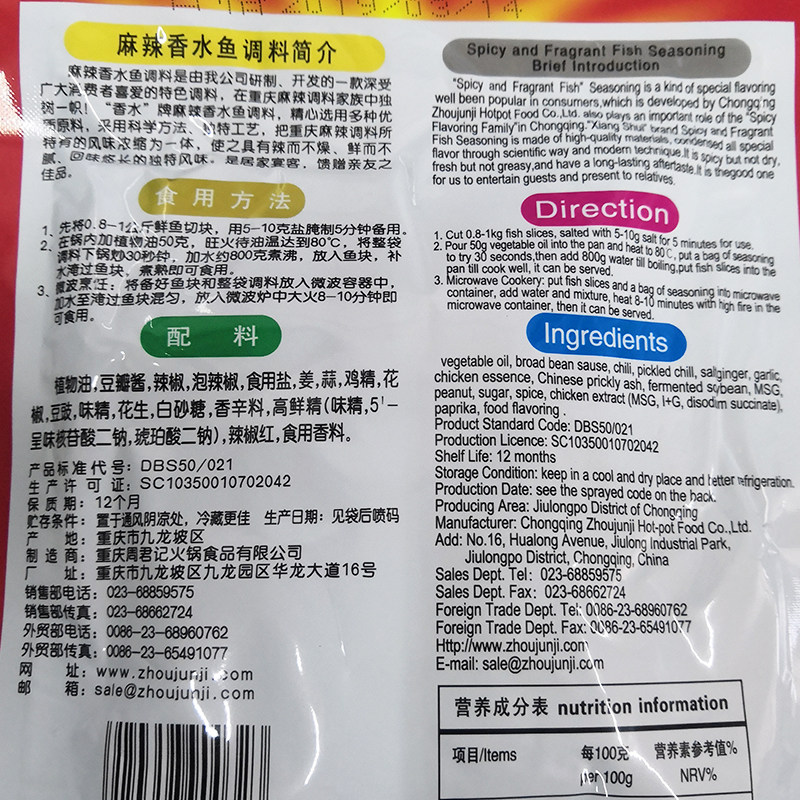 麻辣香水鱼调料简介
麻辣香水鱼调料是由我公司研制、开发的一款深受
广大消费者喜爱的特色调料，在重庆麻辣调料家族中独
树一帜！“香水”牌麻辣香水鱼调料，精心选用多种优
质原料，采用科学方法、独特工艺，把重庆麻辣调料所
特有的风味浓缩为一体，使之具有辣而不燥、鲜而不
腻、回味悠长的独特风味。是居家宴客、馈赠亲友之
佳品。
食用方法
1、先将0.8-1公斤鲜鱼切块，用5-10克盐腌制5分钟备用。
2、在锅内加植物油50克，旺火待油温达到80℃，将整袋
调料下锅炒30秒钟，加水约800克煮沸，放入鱼块，补
水淹过鱼块，煮熟即可食用。
3、微波烹饪：将备好鱼块和整袋调料放入微波容器中，
加水至淹过鱼块混匀，放入微波炉中大火8-10分钟即
可食用。
配 料
植物油,豆瓣酱,辣椒,泡辣椒,食用盐,姜,蒜,鸡精,花
椒,豆豉,味精,花生,白砂糖,香辛料,高鲜精(味精,5'-
呈味核苷酸二钠,琥珀酸二钠),辣椒红,食用香料。
产品标准代号：DBS50/021
生产许可证：SC10350010702042
保质期：12个月
贮存条件：置于通风阴凉处，冷藏更佳 生产日期：见袋后喷码
产 地：重庆市九龙坡区
制造商：重庆周君记火锅食品有限公司
厂 址：重庆市九龙坡区九龙园区华龙大道16号
销售部电话：023-68859575
销售部传真：023-68662724
外贸部电话：0086-23-68960762
外贸部传真：0086-23-65491077
网 址：www.zhoujunji.com
邮 箱：sale@zhoujunji.com
Spicy and Fragrant Fish Seasoning
Brief Introduction
"Spicy and Fragrant Fish" Seasoning is a kind of special flavoring
well been popular in consumers,which is developed by Chongqing
Zhoujunji Hotpot Food Co.,Ltd. also plays an important role of the "Spicy
Flavoring Family"in Chongqing."Xiang Shui" brand Spicy and Fragrant
Fish Seasoning is made of high-quality materials, condensed all special
flavor through scientific way and modern technique.It is spicy but not dry,
fresh but not greasy,and have a long-lasting aftertaste.It is thegood one
for us to entertain guests and present to relatives.
Direction
1. Cut 0.8-1kg fish slices, salted with 5-10g salt for 5 minutes for use.
2. Pour 50g vegetable oil into the pan and heat to 80℃, put a bag of seasoning
to try 30 seconds,then add 800g water till boiling,put fish slices into the
pan till cook well, it can be served.
3. Microwave Cookery: put fish slices and a bag of seasoning into microwave
container, add water and mixture, heat 8-10 minutes with high fire in the
microwave container, then it can be served.
Ingredients
vegetable oil, broad bean sause, chili, pickled chill, salt,ginger, garlic,
chicken essence, Chinese prickly ash, fermented soybean, MSG,
peanut, sugar, spice, chicken extract (MSG, I+G, disodim succinate),
paprika, food flavoring .
Product Standard Code: DBS50/021
Production Licence: SC10350010702042
Shelf Life: 12 months
Storage Condition: keep in a cool and dry place and better refrigeration.
Production Date: see the sprayed code on the hack.
Producing Area: Jiulongpo District of Chongqing
Manufacturer: Chongqing Zhoujunji Hot-pot Food Co.,Ltd.
Add: No.16, Hualong Avenue, Jiulong Industrial Park,
Jiulongpo District, Chongqing, China
Sales Dept. Tel: 023-68859575
Sales Dept. Fax: 023-68662724
Foreign Trade Dept. Tel: 0086-23-68960762
Foreign Trade Dept. Fax: 0086-23-65491077
Http://www.zhoujunji.com
E-mail: sale@zhoujunji.com
营养成分表 nutrition information
项目/Items 每100克 营养素参考值%
per 100g NRV%